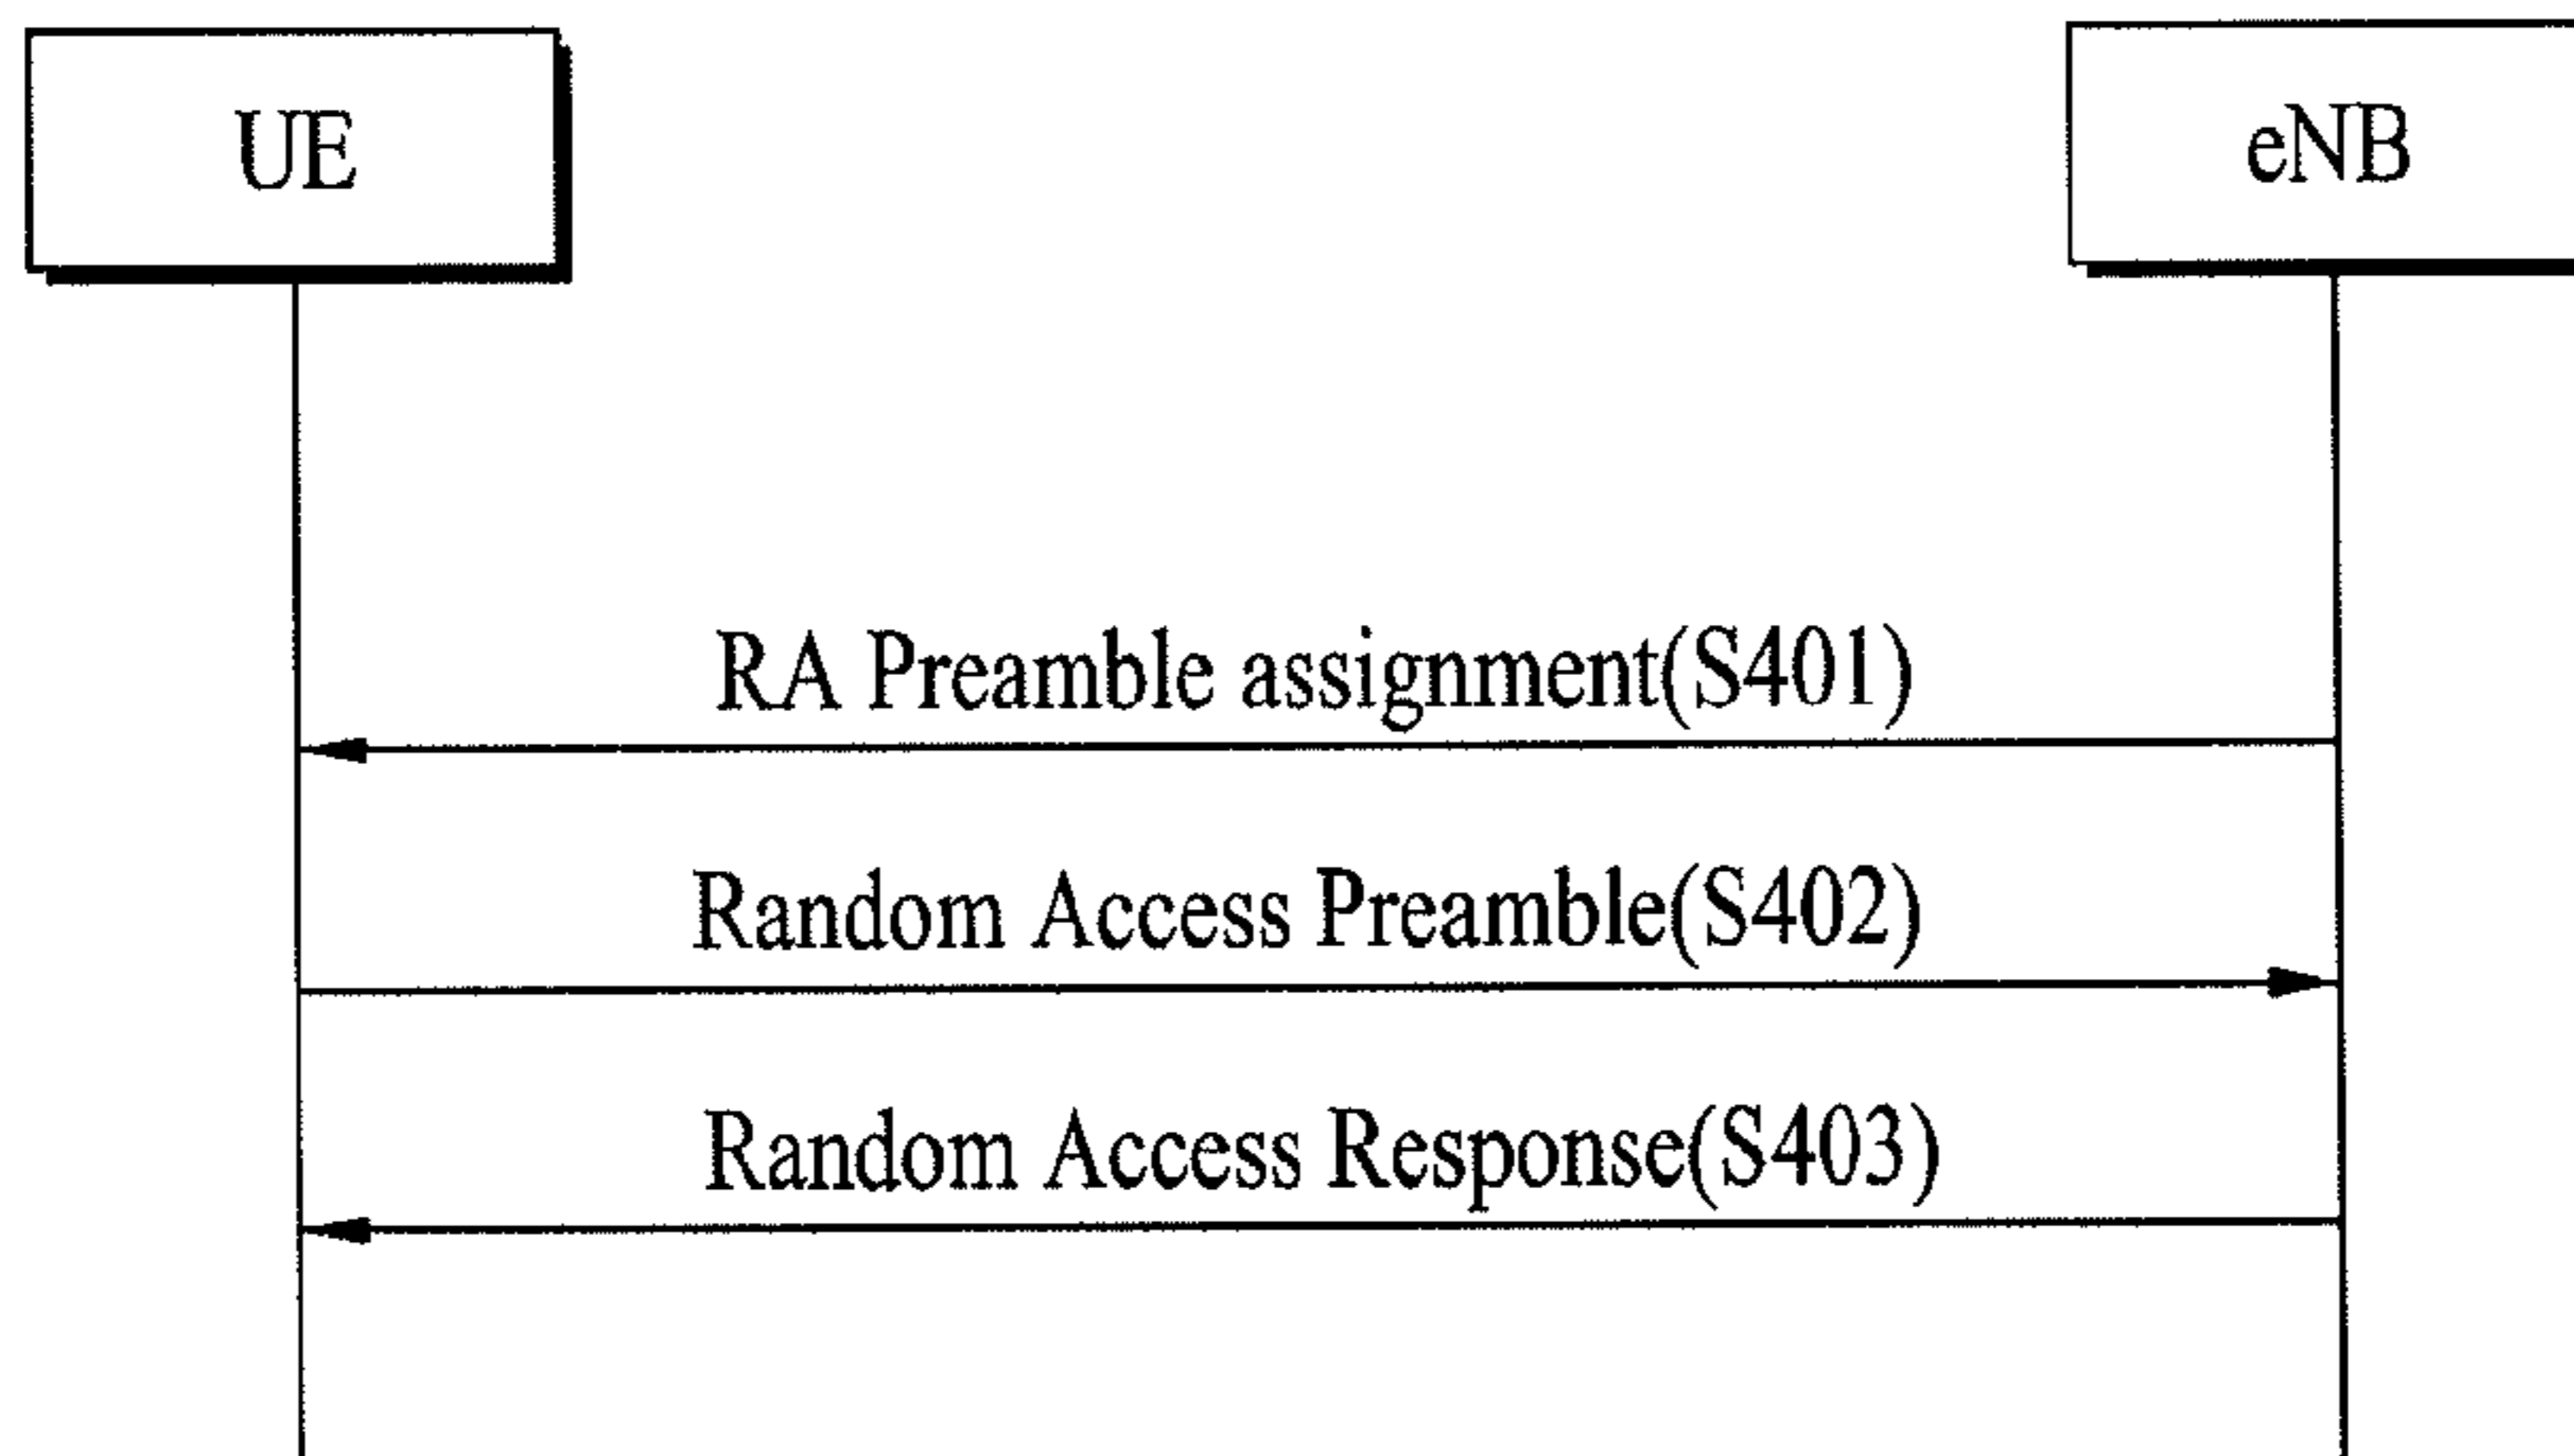 UE
eNB
RA Preamble assignment(S401)
Random Access Preamble(S402)
Random Access Response(S403)